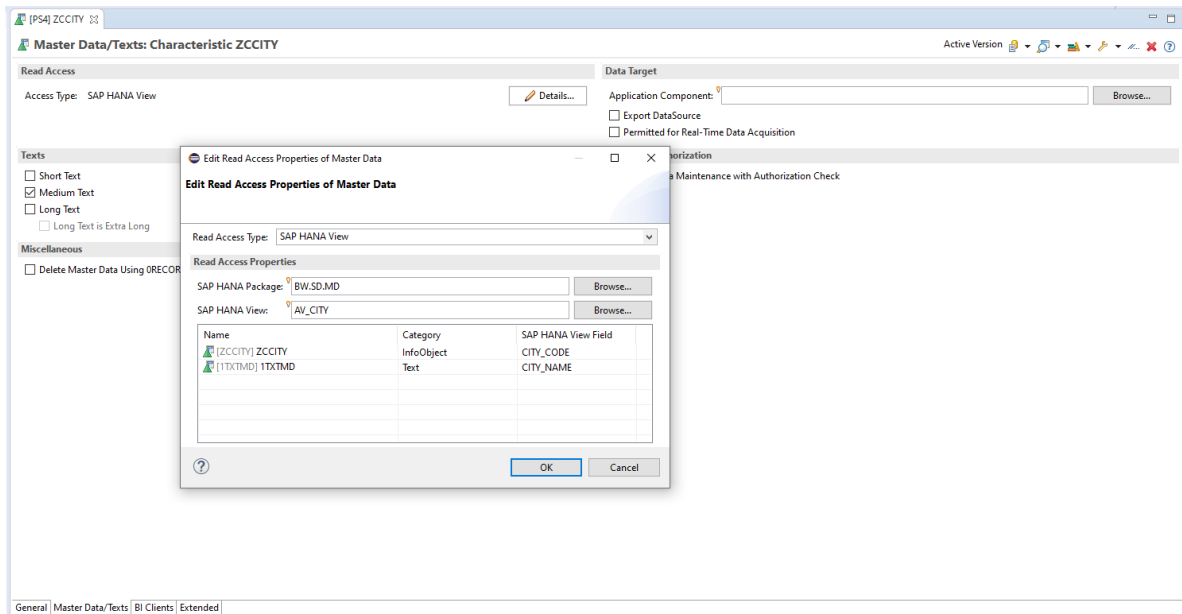 [PS4] ZCCITY
Master Data/Texts: Characteristic ZCCITY
Active Version
Read Access
Data Target
Access Type: SAP HANA View
Details...
Application Component:
Browse...
Export DataSource
Permitted for Real-Time Data Acquisition
Texts
horization
Short Text
a Maintenance with Authorization Check
Medium Text
Long Text
Long Text is Extra Long
Miscellaneous
Delete Master Data Using 0RECOR
Edit Read Access Properties of Master Data
Edit Read Access Properties of Master Data
Read Access Type: SAP HANA View
Read Access Properties
SAP HANA Package: BW.SD.MD
Browse...
SAP HANA View: AV_CITY
Browse...
Name Category SAP HANA View Field
[ZCCITY] ZCCITY InfoObject CITY_CODE
[1TXTMD] 1TXTMD Text CITY_NAME
OK Cancel
General Master Data/Texts BI Clients Extended